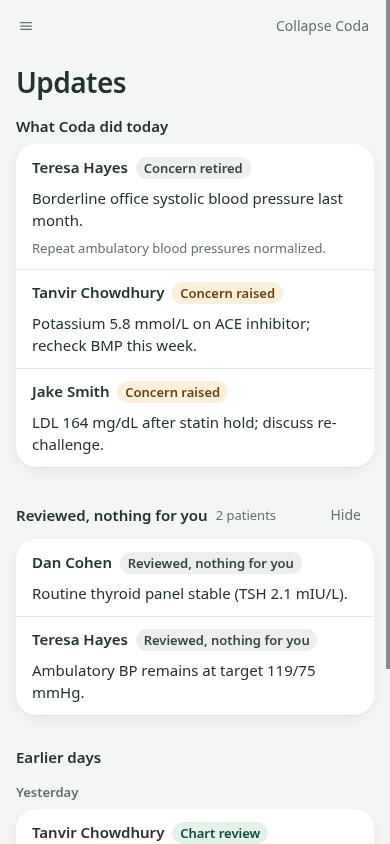 Collapse Coda
Updates
What Coda did today
Teresa Hayes Concern retired
Borderline office systolic blood pressure last
month.
Repeat ambulatory blood pressures normalized.
Tanvir Chowdhury Concern raised
Potassium 5.8 mmol/L on ACE inhibitor;
recheck BMP this week.
Jake Smith Concern raised
LDL 164 mg/dL after statin hold; discuss re-
challenge.
Reviewed, nothing for you 2 patients Hide
Dan Cohen Reviewed, nothing for you
Routine thyroid panel stable (TSH 2.1 mIU/L).
Teresa Hayes Reviewed, nothing for you
Ambulatory BP remains at target 119/75
mmHg.
Earlier days
Yesterday
Tanvir Chowdhury Chart review